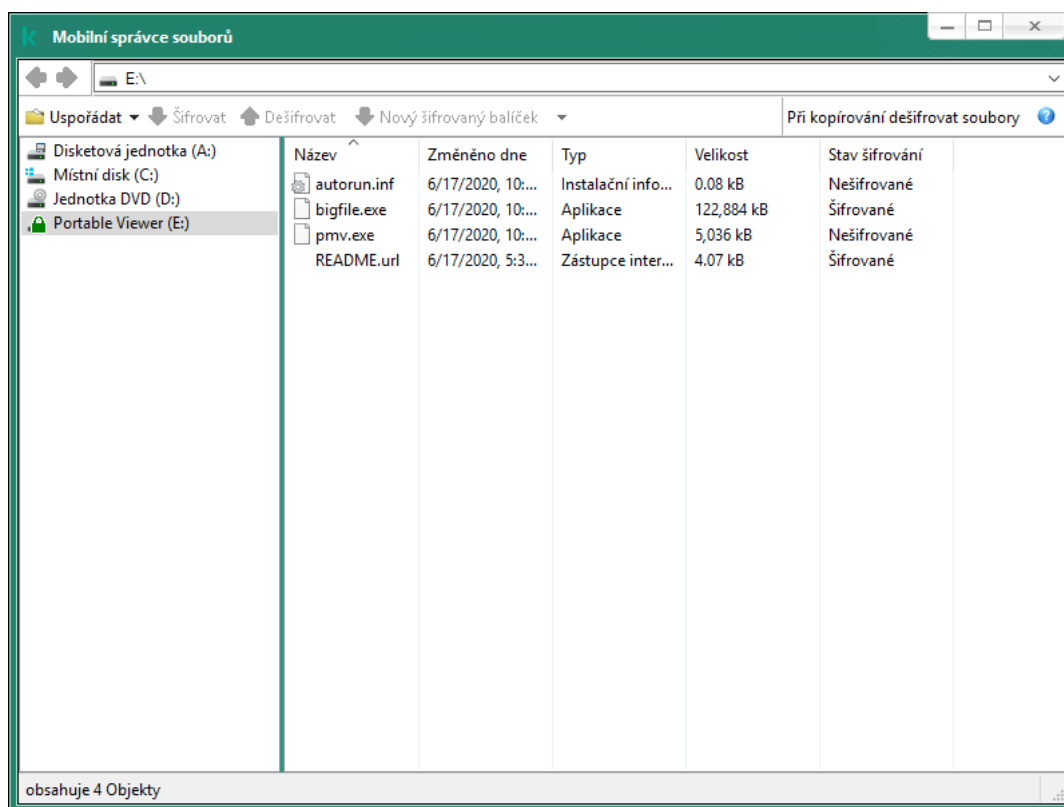 Mobilní správce souborů
E:\
Uspořádat Šifrovat Dešifrovat Nový šifrovaný balíček Při kopírování dešifrovat soubory ?
Disketová jednotka (A:)
Místní disk (C:)
Jednotka DVD (D:)
Portable Viewer (E:)
Název Změněno dne Typ Velikost Stav šifrování
autorun.inf 6/17/2020, 10:... Instalační info... 0.08 kB Nešifrované
bigfile.exe 6/17/2020, 10:... Aplikace 122,884 kB Šifrované
pmv.exe 6/17/2020, 10:... Aplikace 5,036 kB Nešifrované
README.url 6/17/2020, 5:3... Zástupce inter... 4.07 kB Šifrované
obsahuje 4 Objekty